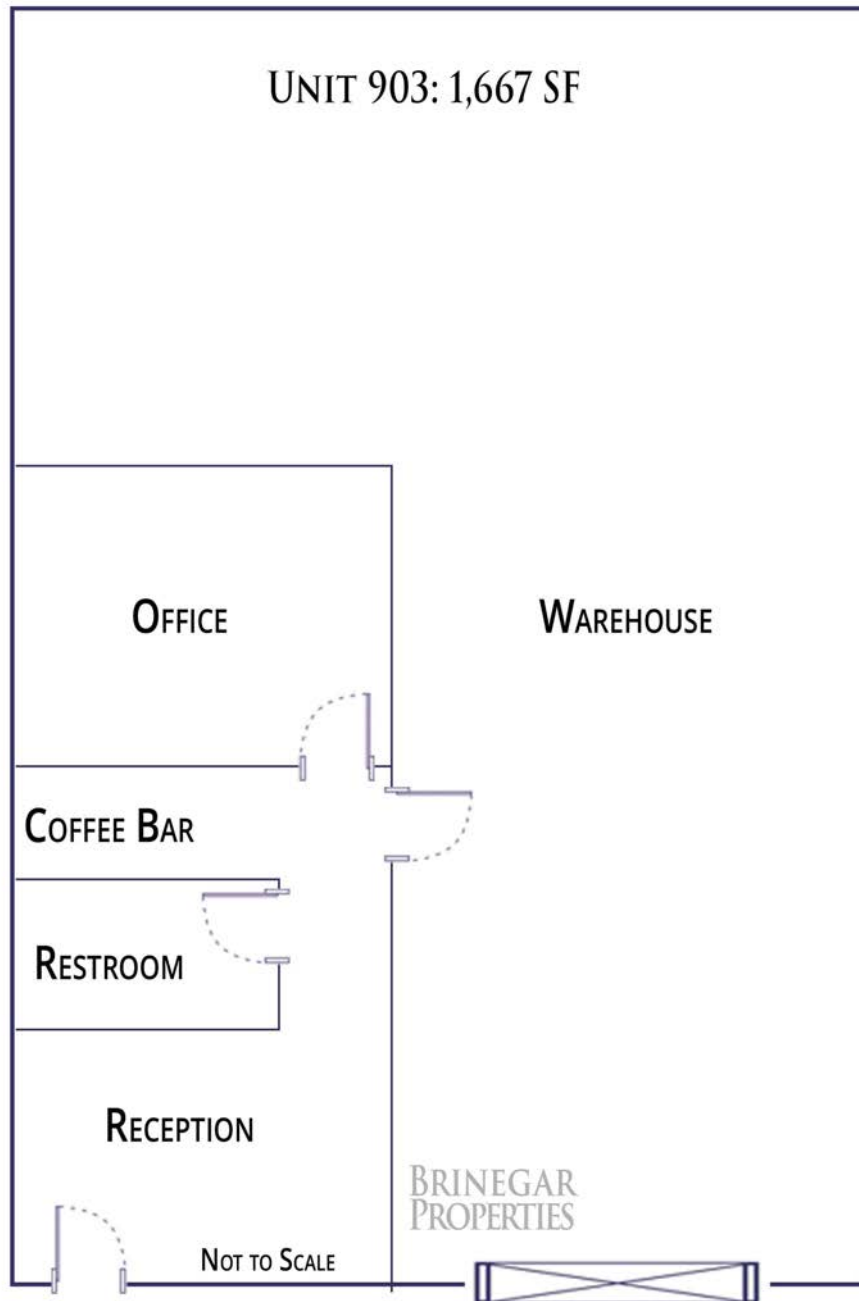 UNIT 903: 1,667 SF
OFFICE
WAREHOUSE
COFFEE BAR
RESTROOM
RECEPTION
BRINEGAR
PROPERTIES
NOT TO SCALE